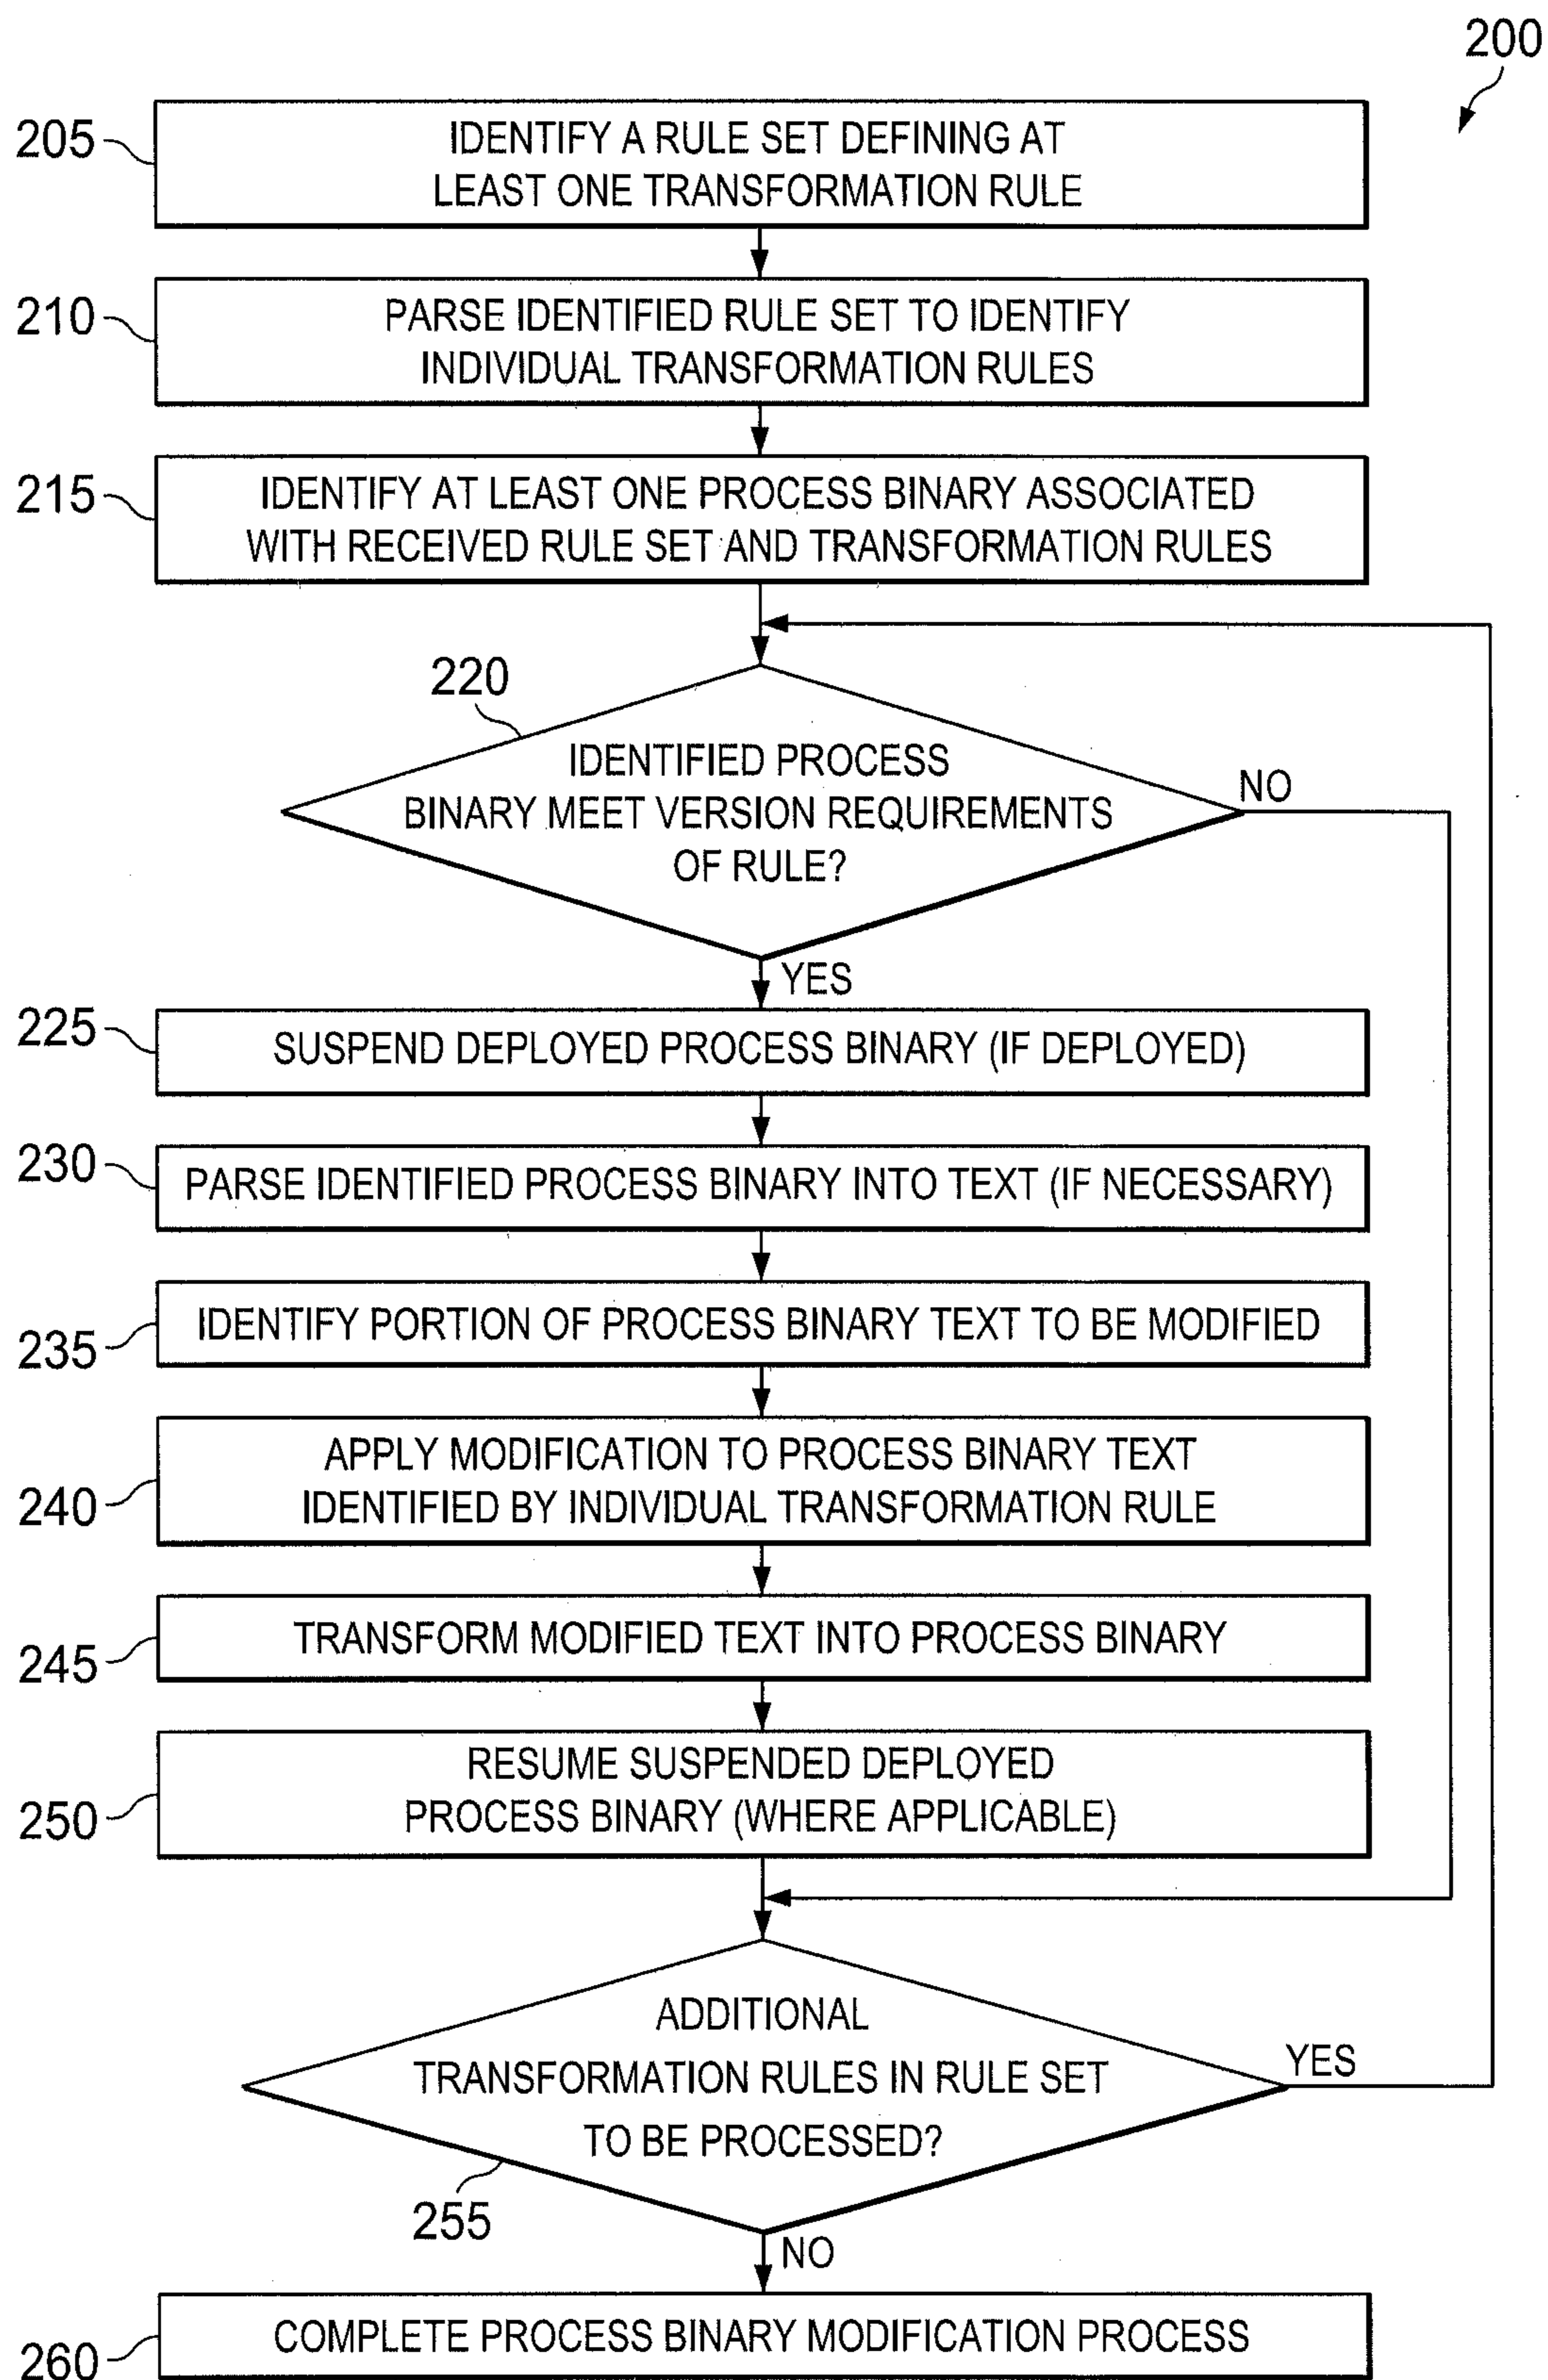 200
205
IDENTIFY A RULE SET DEFINING AT
LEAST ONE TRANSFORMATION RULE
210
PARSE IDENTIFIED RULE SET TO IDENTIFY
INDIVIDUAL TRANSFORMATION RULES
215
IDENTIFY AT LEAST ONE PROCESS BINARY ASSOCIATED
WITH RECEIVED RULE SET AND TRANSFORMATION RULES
220
IDENTIFIED PROCESS
BINARY MEET VERSION REQUIREMENTS
OF RULE?
NO
YES
225
SUSPEND DEPLOYED PROCESS BINARY (IF DEPLOYED)
230
PARSE IDENTIFIED PROCESS BINARY INTO TEXT (IF NECESSARY)
235
IDENTIFY PORTION OF PROCESS BINARY TEXT TO BE MODIFIED
240
APPLY MODIFICATION TO PROCESS BINARY TEXT
IDENTIFIED BY INDIVIDUAL TRANSFORMATION RULE
245
TRANSFORM MODIFIED TEXT INTO PROCESS BINARY
250
RESUME SUSPENDED DEPLOYED
PROCESS BINARY (WHERE APPLICABLE)
ADDITIONAL
TRANSFORMATION RULES IN RULE SET
TO BE PROCESSED?
YES
255
NO
260
COMPLETE PROCESS BINARY MODIFICATION PROCESS